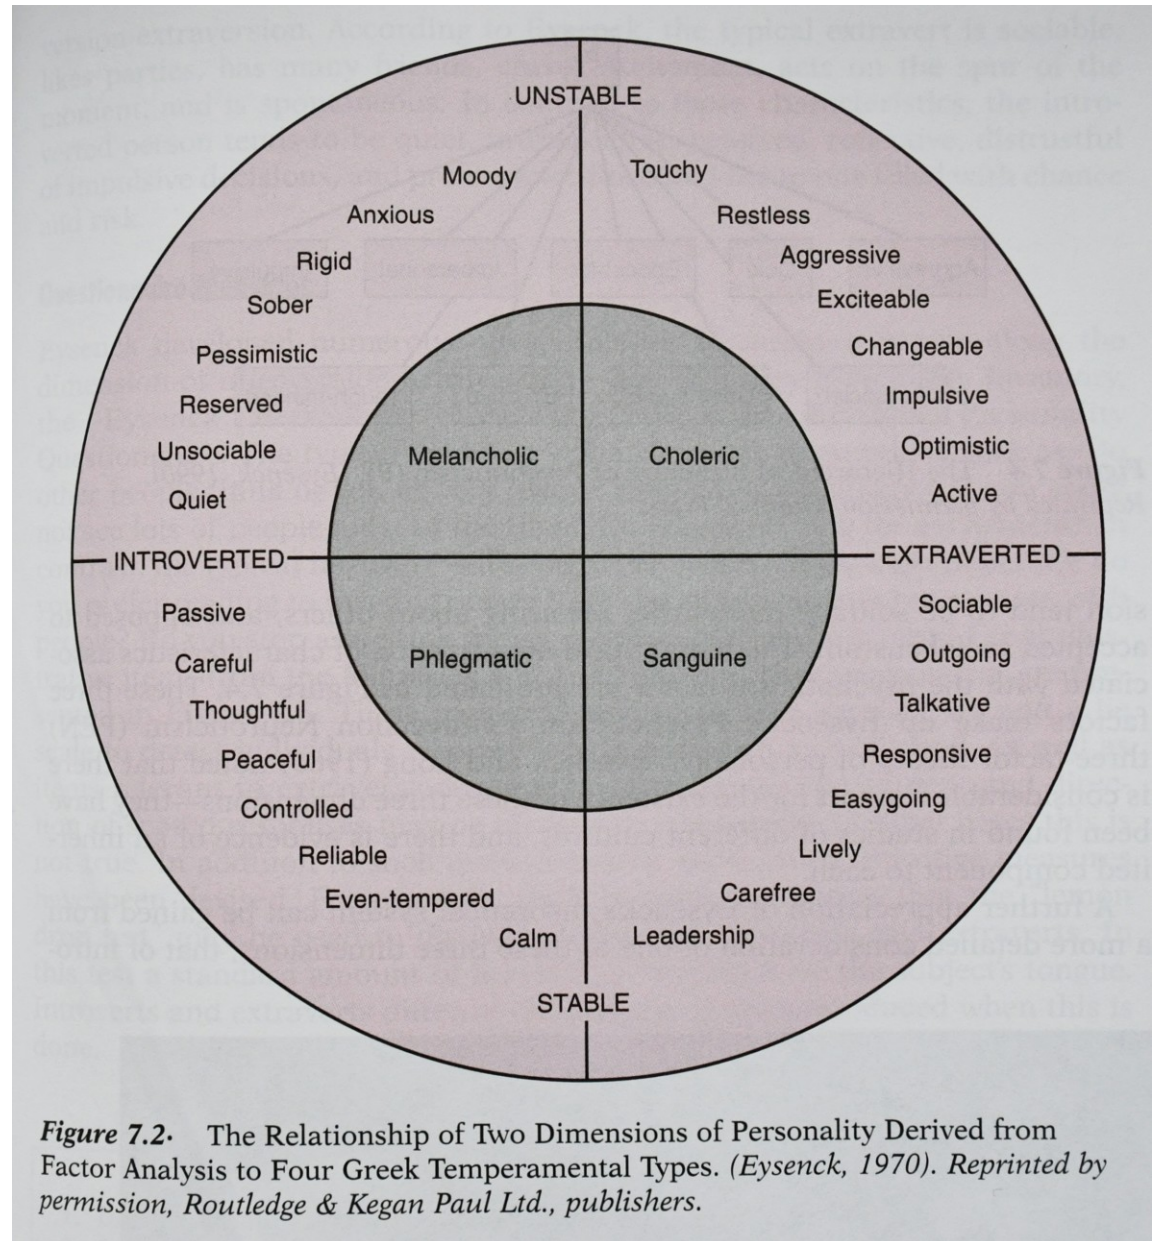 UNSTABLE
Moody
Touchy
Anxious
Restless
Rigid
Aggressive
Sober
Exciteable
Pessimistic
Changeable
Reserved
Impulsive
Unsociable
Optimistic
Melancholic
Choleric
Quiet
Active
INTROVERTED
EXTRAVERTED
Passive
Sociable
Careful
Outgoing
Phlegmatic
Sanguine
Thoughtful
Talkative
Peaceful
Responsive
Controlled
Easygoing
Reliable
Lively
Even-tempered
Carefree
Calm
Leadership
STABLE
Figure 7.2. The Relationship of Two Dimensions of Personality Derived from
Factor Analysis to Four Greek Temperamental Types. (Eysenck, 1970). Reprinted by
permission, Routledge & Kegan Paul Ltd., publishers.